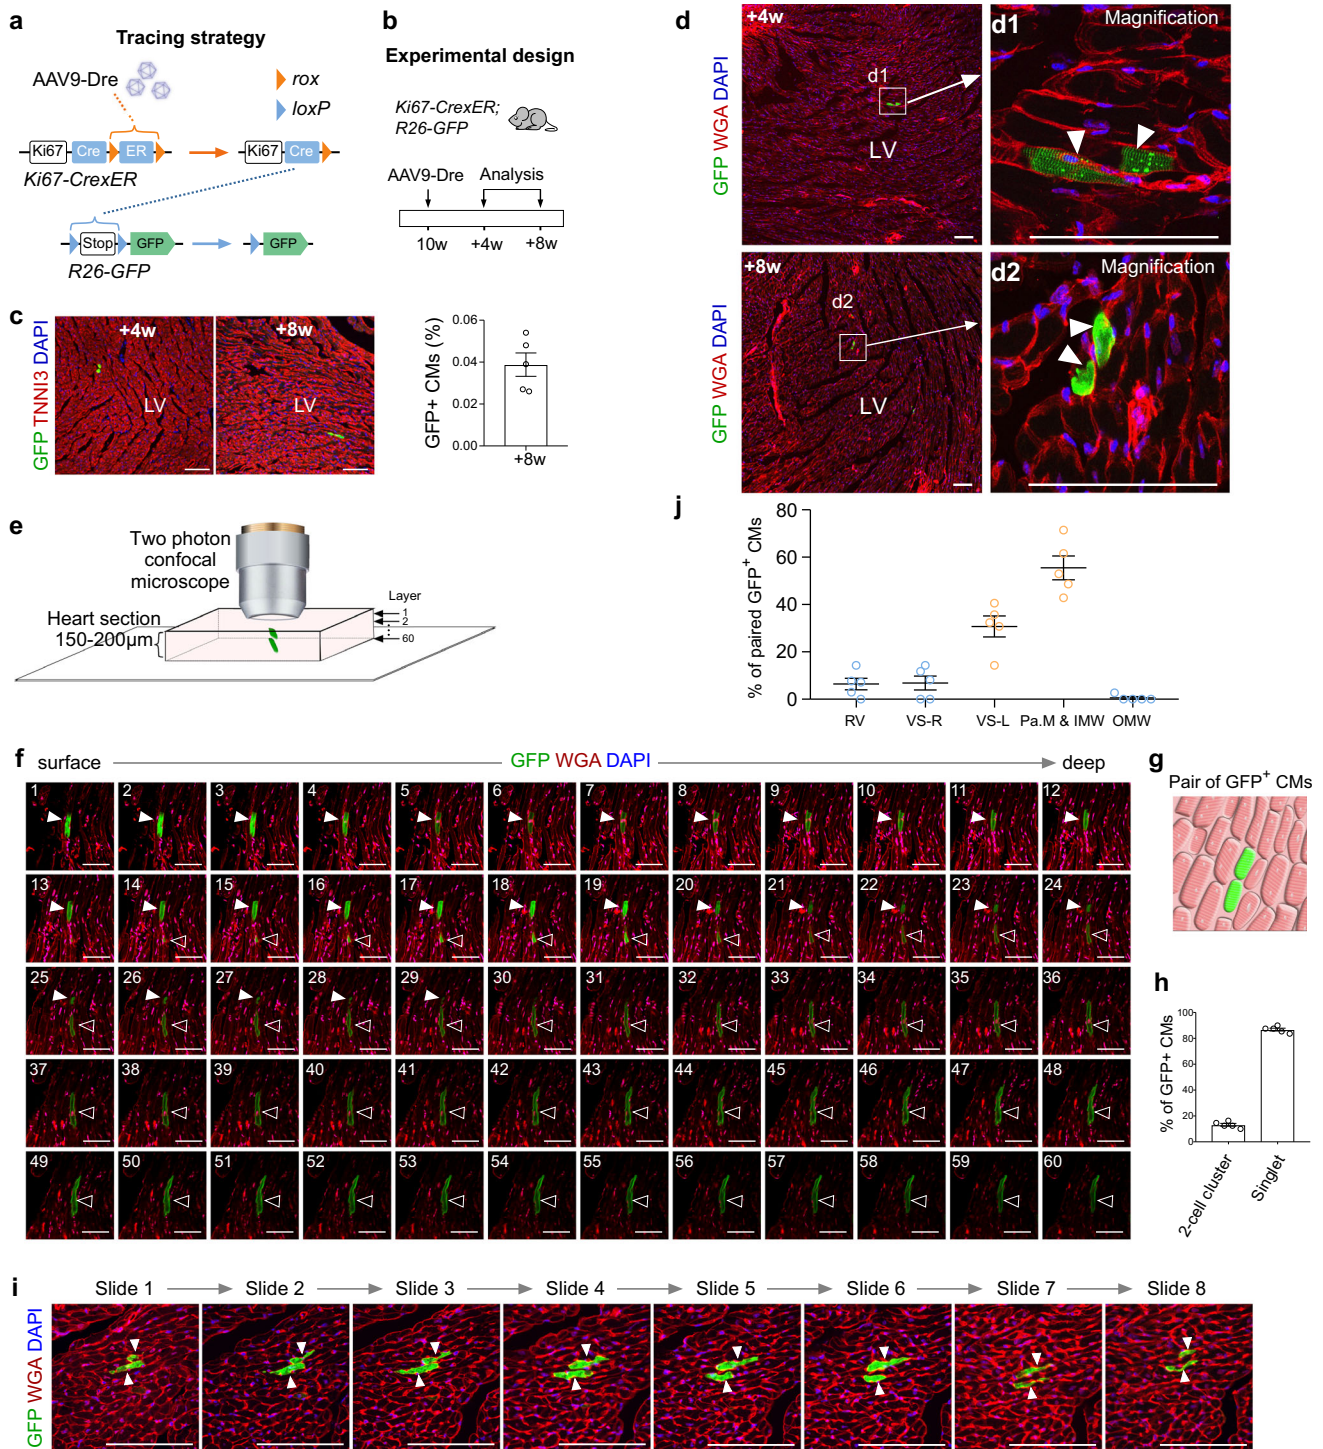 a
Tracing strategy
AAV9-Dre
rox
loxP
Ki67
Cre
ER
Ki67
Cre
Ki67-CrexER
Stop
GFP
GFP
R26-GFP
b
Experimental design
Ki67-CrexER;
R26-GFP
AAV9-Dre
Analysis
10w
+4w
+8w
c
GFP TNNI3 DAPI
+4w
LV
+8w
LV
GFP+ CMs (%)
0.06
0.04
0.02
0.00
+8w
d
GFP WGA DAPI
+4w
d1
LV
d1
Magnification
GFP WGA DAPI
+8w
d2
LV
d2
Magnification
e
Two photon
confocal
microscope
Heart section
150-200μm
Layer
1
2
60
j
% of paired GFP+ CMs
80
60
40
20
0
RV
VS-R
VS-L
Pa.M & IMW
OMW
f
surface
GFP WGA DAPI
deep
1 2 3 4 5 6 7 8 9 10 11 12
13 14 15 16 17 18 19 20 21 22 23 24
25 26 27 28 29 30 31 32 33 34 35 36
37 38 39 40 41 42 43 44 45 46 47 48
49 50 51 52 53 54 55 56 57 58 59 60
g
Pair of GFP+ CMs
h
% of GFP+ CMs
100
80
60
40
20
0
2-cell cluster
Singlet
i
GFP WGA DAPI
Slide 1
Slide 2
Slide 3
Slide 4
Slide 5
Slide 6
Slide 7
Slide 8